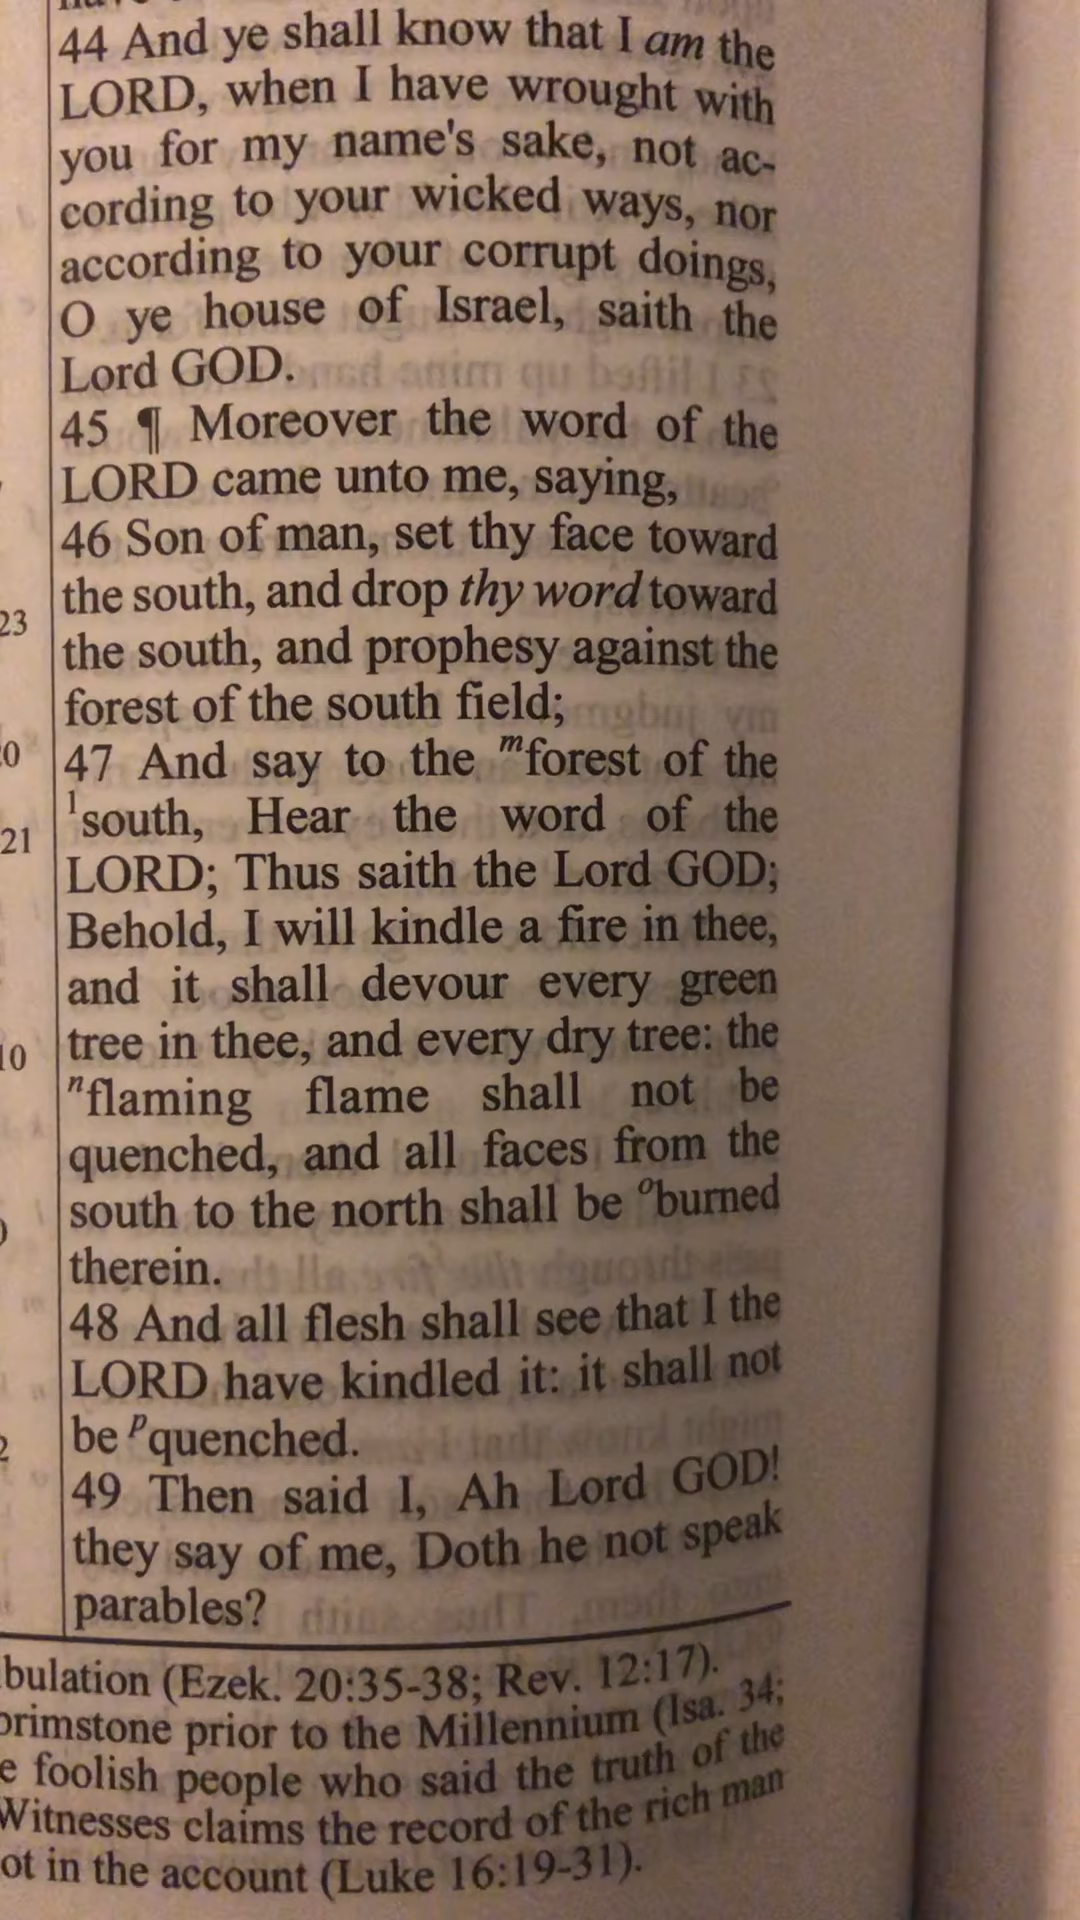 44 And ye shall know that I am the
LORD, when I have wrought with
you for my name's sake, not ac-
cording to your wicked ways, nor
according to your corrupt doings,
O ye house of Israel, saith the
Lord GOD.
45 ¶ Moreover the word of the
LORD came unto me, saying,
46 Son of man, set thy face toward
the south, and drop thy word toward
the south, and prophesy against the
forest of the south field;
47 And say to the mforest of the
1south, Hear the word of the
LORD; Thus saith the Lord GOD;
Behold, I will kindle a fire in thee,
and it shall devour every green
tree in thee, and every dry tree: the
nflaming flame shall not be
quenched, and all faces from the
south to the north shall be oburned
therein.
48 And all flesh shall see that I the
LORD have kindled it: it shall not
be pquenched.
49 Then said I, Ah Lord GOD!
they say of me, Doth he not speak
parables?
23
21
10
bulation (Ezek. 20:35-38; Rev. 12:17).
rimstone prior to the Millennium (Isa. 34;
e foolish people who said the truth of the
Witnesses claims the record of the rich man
ot in the account (Luke 16:19-31).